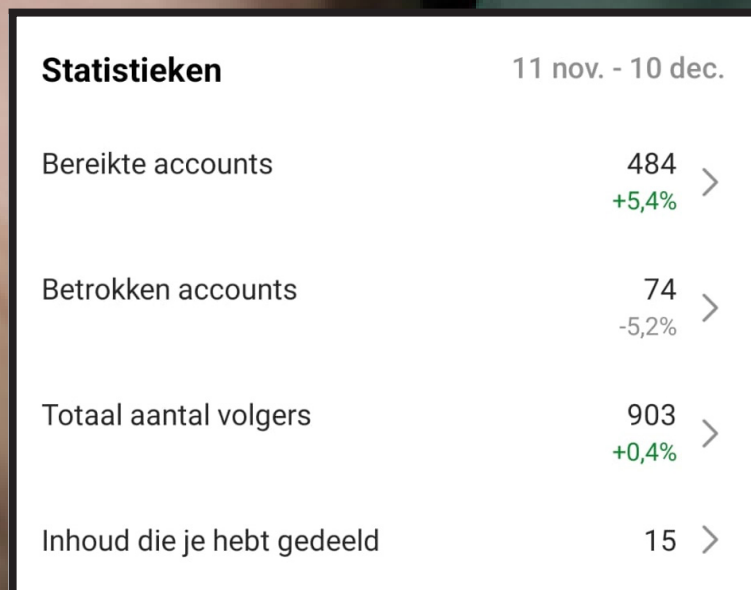 Statistieken 11 nov. - 10 dec.
Bereikte accounts 484
+5,4%
Betrokken accounts 74
-5,2%
Totaal aantal volgers 903
+0,4%
Inhoud die je hebt gedeeld 15